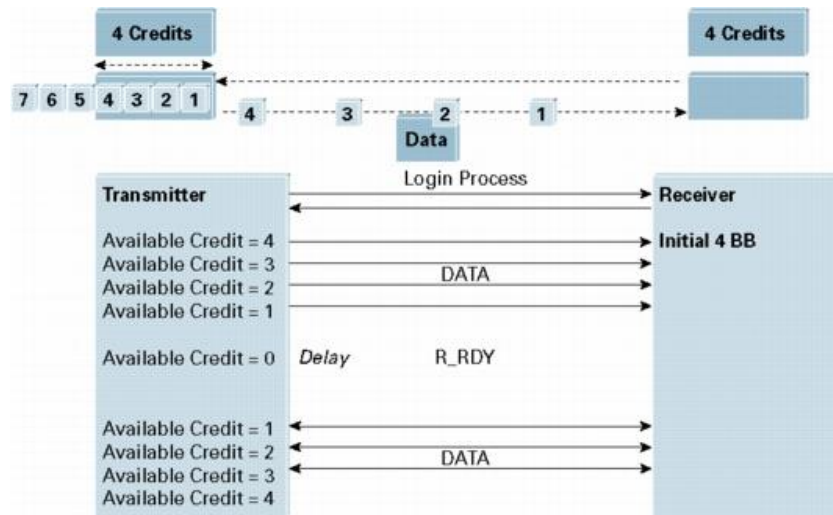 4 Credits 4 Credits
7 6 5 4 3 2 1
4 3 2 1
Data
Login Process
Transmitter Receiver
Available Credit = 4 Initial 4 BB
Available Credit = 3
DATA
Available Credit = 2
Available Credit = 1
Available Credit = 0 Delay R_RDY
Available Credit = 1
Available Credit = 2
DATA
Available Credit = 3
Available Credit = 4